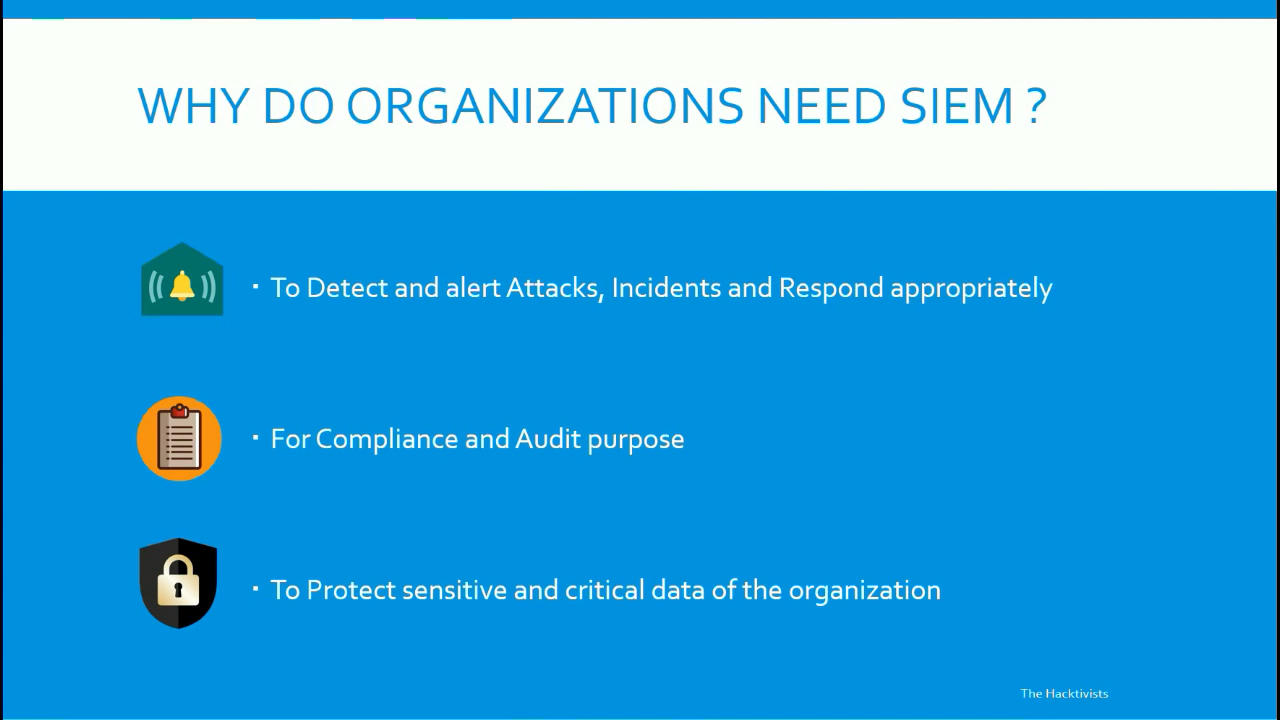 WHY DO ORGANIZATIONS NEED SIEM ?
▪ To Detect and alert Attacks, Incidents and Respond appropriately
▪ For Compliance and Audit purpose
▪ To Protect sensitive and critical data of the organization
The Hacktivists